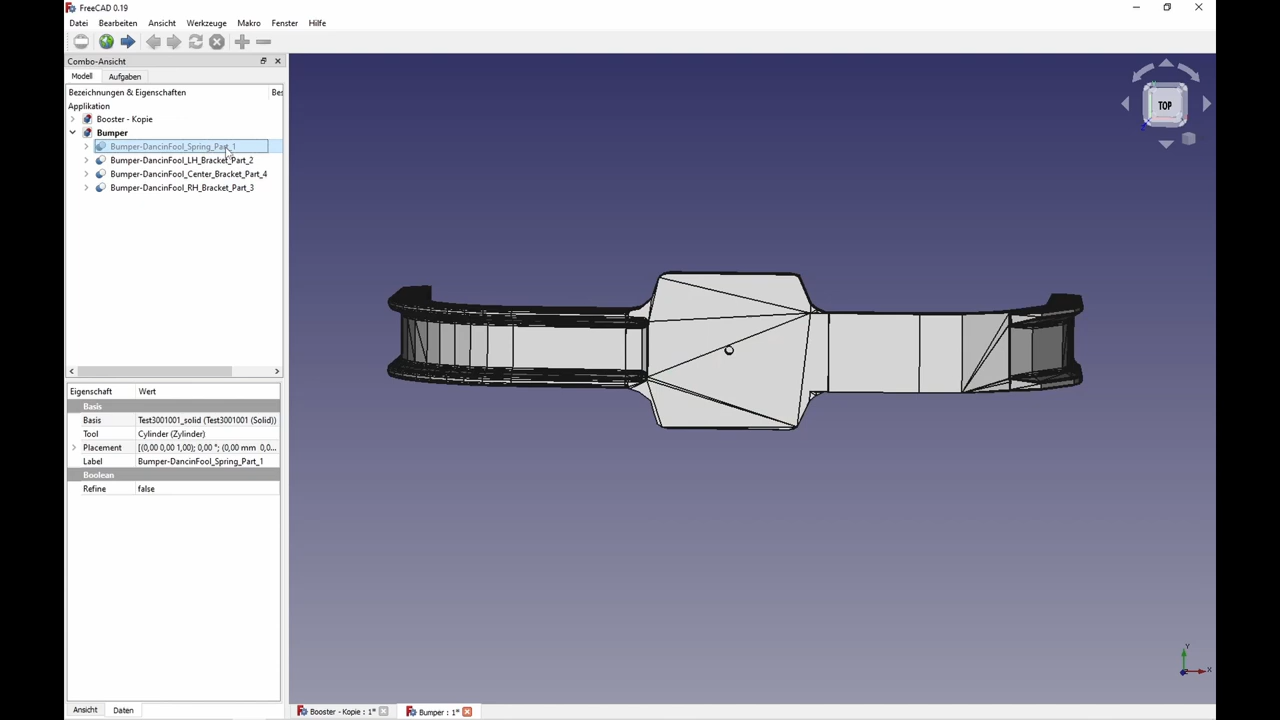 FreeCAD 0.19
Datei Bearbeiten Ansicht Werkzeuge Makro Fenster Hilfe
Combo-Ansicht
Modell Aufgaben
Bezeichnungen & Eigenschaften Bes
Applikation
Booster - Kopie
Bumper
Bumper-DancinFool_Spring_Part_1
Bumper-DancinFool_LH_Bracket_Part_2
Bumper-DancinFool_Center_Bracket_Part_4
Bumper-DancinFool_RH_Bracket_Part_3
TOP
Eigenschaft Wert
Basis
Basis Test3001001_solid (Test3001001 (Solid))
Tool Cylinder (Zylinder)
Placement [(0,00 0,00 1,00); 0,00 °; (0,00 mm 0,0...
Label Bumper-DancinFool_Spring_Part_1
Boolean
Refine false
Y
X
Ansicht Daten
Booster - Kopie : 1* Bumper : 1*